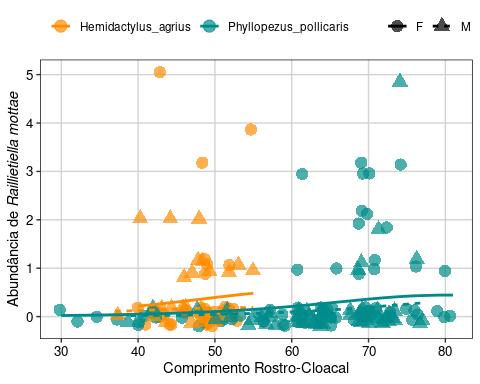 Hemidactylus_agrius Phyllopezus_pollicaris F M
Abundância de Raillietiella mottae
5
4
3
2
1
0
30 40 50 60 70 80
Comprimento Rostro-Cloacal